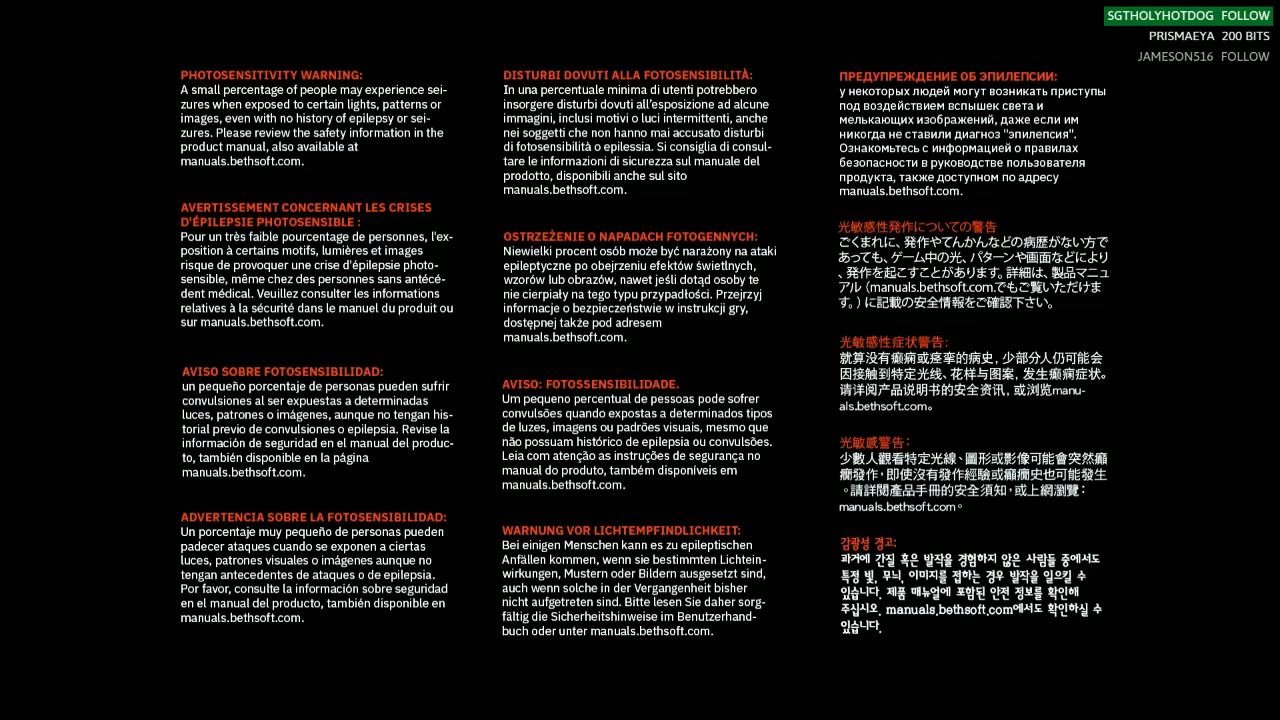 SGTHOLYHOTDOG FOLLOW
PRISMAEYA 200 BITS
JAMESON516 FOLLOW
PHOTOSENSITIVITY WARNING:
A small percentage of people may experience sei-
zures when exposed to certain lights, patterns or
images, even with no history of epilepsy or sei-
zures. Please review the safety information in the
product manual, also available at
manuals.bethsoft.com.
AVERTISSEMENT CONCERNANT LES CRISES
D'ÉPILEPSIE PHOTOSENSIBLE :
Pour un très faible pourcentage de personnes, l'ex-
position à certains motifs, lumières et images
risque de provoquer une crise d'épilepsie photo-
sensible, même chez des personnes sans antécé-
dent médical. Veuillez consulter les informations
relatives à la sécurité dans le manuel du produit ou
sur manuals.bethsoft.com.
AVISO SOBRE FOTOSENSIBILIDAD:
un pequeño porcentaje de personas pueden sufrir
convulsiones al ser expuestas a determinadas
luces, patrones o imágenes, aunque no tengan his-
torial previo de convulsiones o epilepsia. Revise la
información de seguridad en el manual del produc-
to, también disponible en la página
manuals.bethsoft.com.
ADVERTENCIA SOBRE LA FOTOSENSIBILIDAD:
Un porcentaje muy pequeño de personas pueden
padecer ataques cuando se exponen a ciertas
luces, patrones visuales o imágenes aunque no
tengan antecedentes de ataques o de epilepsia.
Por favor, consulte la información sobre seguridad
en el manual del producto, también disponible en
manuals.bethsoft.com.
DISTURBI DOVUTI ALLA FOTOSENSIBILITÀ:
In una percentuale minima di utenti potrebbero
insorgere disturbi dovuti all'esposizione ad alcune
immagini, inclusi motivi o luci intermittenti, anche
nei soggetti che non hanno mai accusato disturbi
di fotosensibilità o epilessia. Si consiglia di consul-
tare le informazioni di sicurezza sul manuale del
prodotto, disponibili anche sul sito
manuals.bethsoft.com.
OSTRZEŻENIE O NAPADACH FOTOGENNYCH:
Niewielki procent osób może być narażony na ataki
epileptyczne po obejrzeniu efektów świetlnych,
wzorów lub obrazów, nawet jeśli dotąd osoby te
nie cierpiały na tego typu przypadłości. Przejrzyj
informacje o bezpieczeństwie w instrukcji gry,
dostępnej także pod adresem
manuals.bethsoft.com.
AVISO: FOTOSSENSIBILIDADE.
Um pequeno percentual de pessoas pode sofrer
convulsões quando expostas a determinados tipos
de luzes, imagens ou padrões visuais, mesmo que
não possuam histórico de epilepsia ou convulsões.
Leia com atenção as instruções de segurança no
manual do produto, também disponíveis em
manuals.bethsoft.com.
WARNUNG VOR LICHTEMPFINDLICHKEIT:
Bei einigen Menschen kann es zu epileptischen
Anfällen kommen, wenn sie bestimmten Lichtein-
wirkungen, Mustern oder Bildern ausgesetzt sind,
auch wenn solche in der Vergangenheit bisher
nicht aufgetreten sind. Bitte lesen Sie daher sorg-
fältig die Sicherheitshinweise im Benutzerhand-
buch oder unter manuals.bethsoft.com.
ПРЕДУПРЕЖДЕНИЕ ОБ ЭПИЛЕПСИИ:
у некоторых людей могут возникать приступы
под воздействием вспышек света и
мелькающих изображений, даже если им
никогда не ставили диагноз "эпилепсия".
Ознакомьтесь с информацией о правилах
безопасности в руководстве пользователя
продукта, также доступном по адресу
manuals.bethsoft.com.
光敏感性発作についての警告
ごくまれに、発作やてんかんなどの病歴がない方で
あっても、ゲーム中の光、パターンや画面などにより
、発作を起こすことがあります。詳細は、製品マニュ
アル（manuals.bethsoft.comでもご覧いただけま
す。）に記載の安全情報をご確認下さい。
光敏感性症状警告：
就算没有癫痫或痉挛的病史，少部分人仍可能会
因接触到特定光线、花样与图案，发生癫痫症状。
请详阅产品说明书的安全资讯，或浏览manu-
als.bethsoft.com。
光敏感警告：
少數人觀看特定光線、圖形或影像可能會突然癲
癇發作，即使沒有發作經驗或癲癇史也可能發生
。請詳閱產品手冊的安全須知，或上網瀏覽：
manuals.bethsoft.com。
감광성 경고:
과거에 간질 혹은 발작을 경험하지 않은 사람들 중에서도
특정 빛, 무늬, 이미지를 접하는 경우 발작을 일으킬 수
있습니다. 제품 매뉴얼에 포함된 안전 정보를 확인해
주십시오. manuals.bethsoft.com에서도 확인하실 수
있습니다.